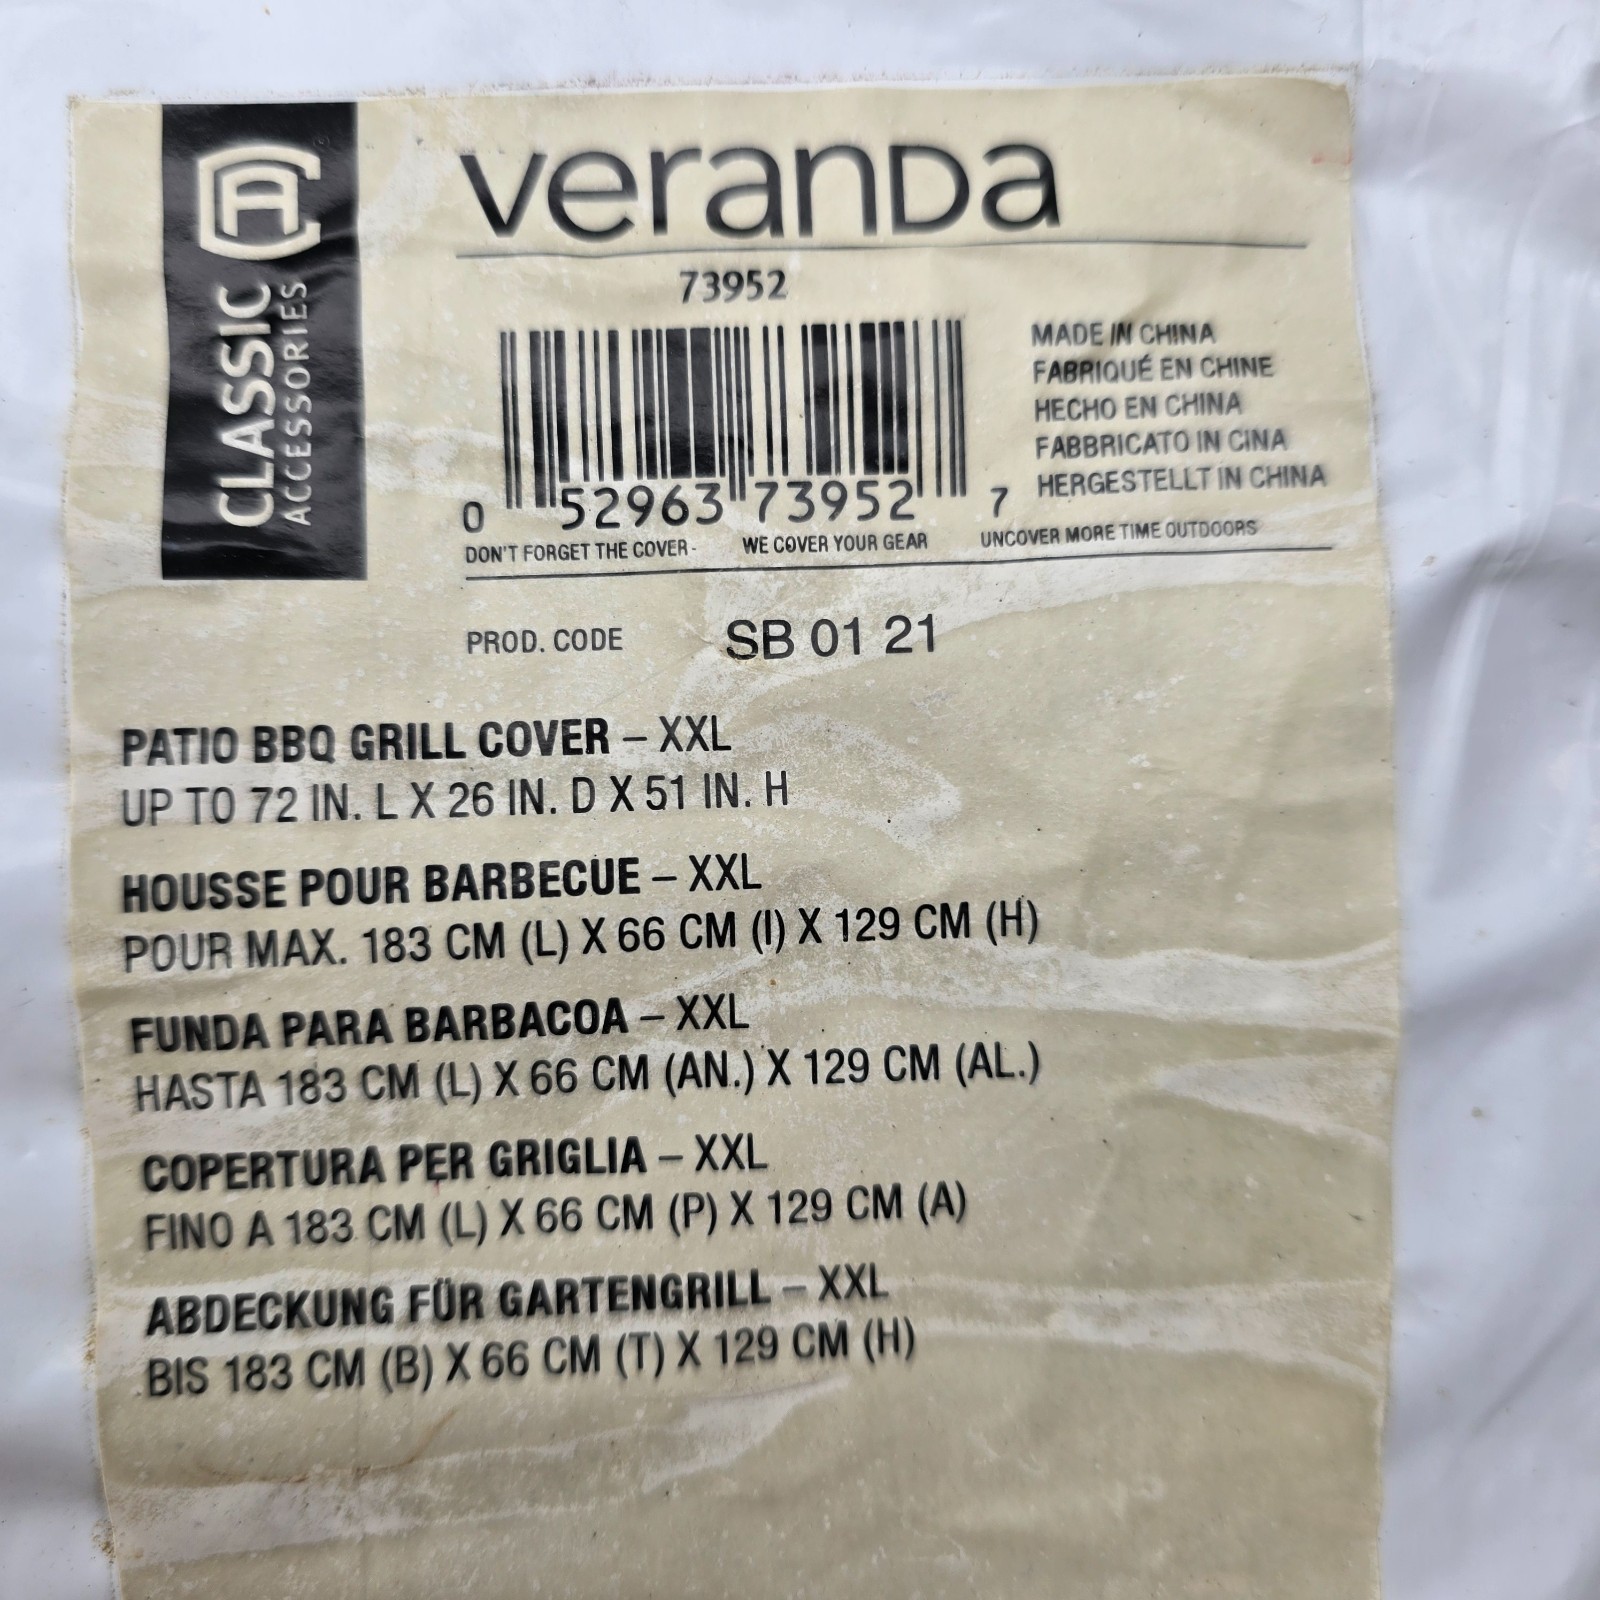 CA
CLASSIC
ACCESSORIES
veranda
73952
0 52963 73952 7
MADE IN CHINA
FABRIQUÉ EN CHINE
HECHO EN CHINA
FABBRICATO IN CINA
HERGESTELLT IN CHINA
DON'T FORGET THE COVER - WE COVER YOUR GEAR UNCOVER MORE TIME OUTDOORS
PROD. CODE SB 01 21
PATIO BBQ GRILL COVER – XXL
UP TO 72 IN. L X 26 IN. D X 51 IN. H
HOUSSE POUR BARBECUE – XXL
POUR MAX. 183 CM (L) X 66 CM (l) X 129 CM (H)
FUNDA PARA BARBACOA – XXL
HASTA 183 CM (L) X 66 CM (AN.) X 129 CM (AL.)
COPERTURA PER GRIGLIA – XXL
FINO A 183 CM (L) X 66 CM (P) X 129 CM (A)
ABDECKUNG FÜR GARTENGRILL – XXL
BIS 183 CM (B) X 66 CM (T) X 129 CM (H)